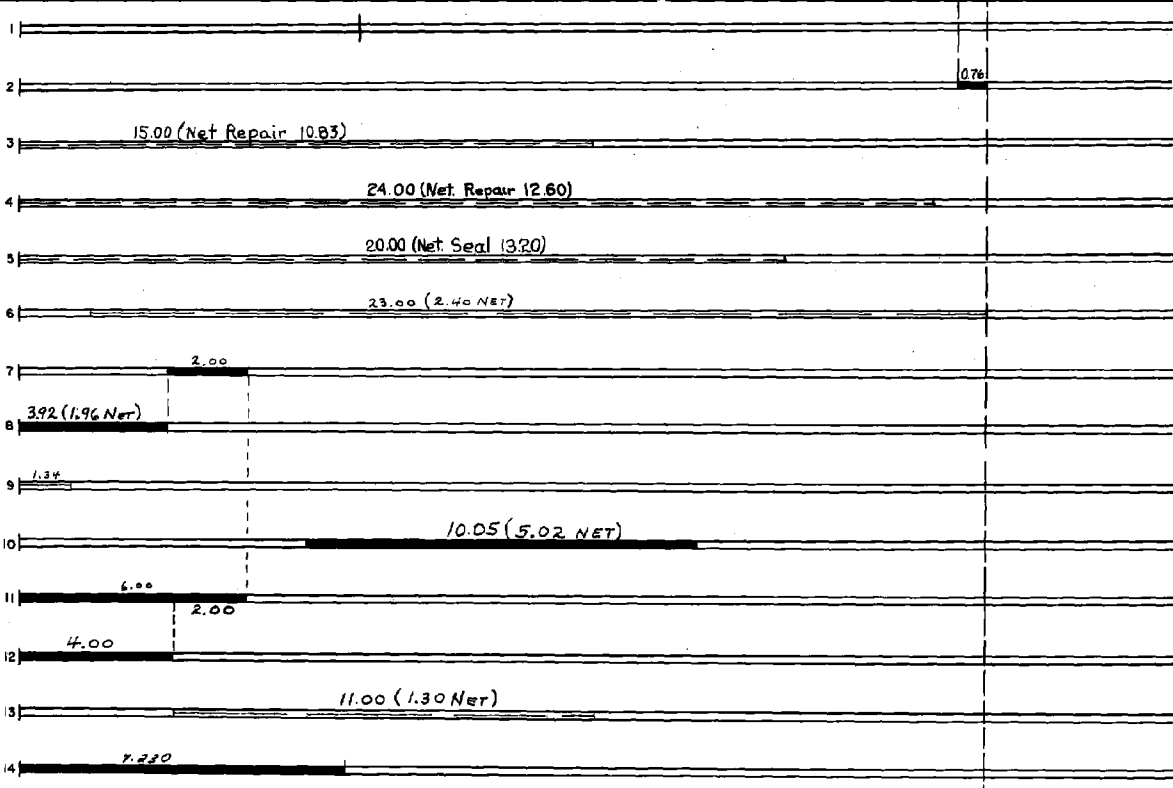 1
2 0.76
3 15.00 (Net Repair 10.83)
4 24.00 (Net. Repair 12.60)
5 20.00 (Net. Seal 13.20)
6 23.00 (2.40 NET)
7 2.00
8 3.92 (1.96 NET)
9 1.34
10 10.05 (5.02 NET)
11 6.00
2.00
12 4.00
13 11.00 (1.30 NET)
14 7.230